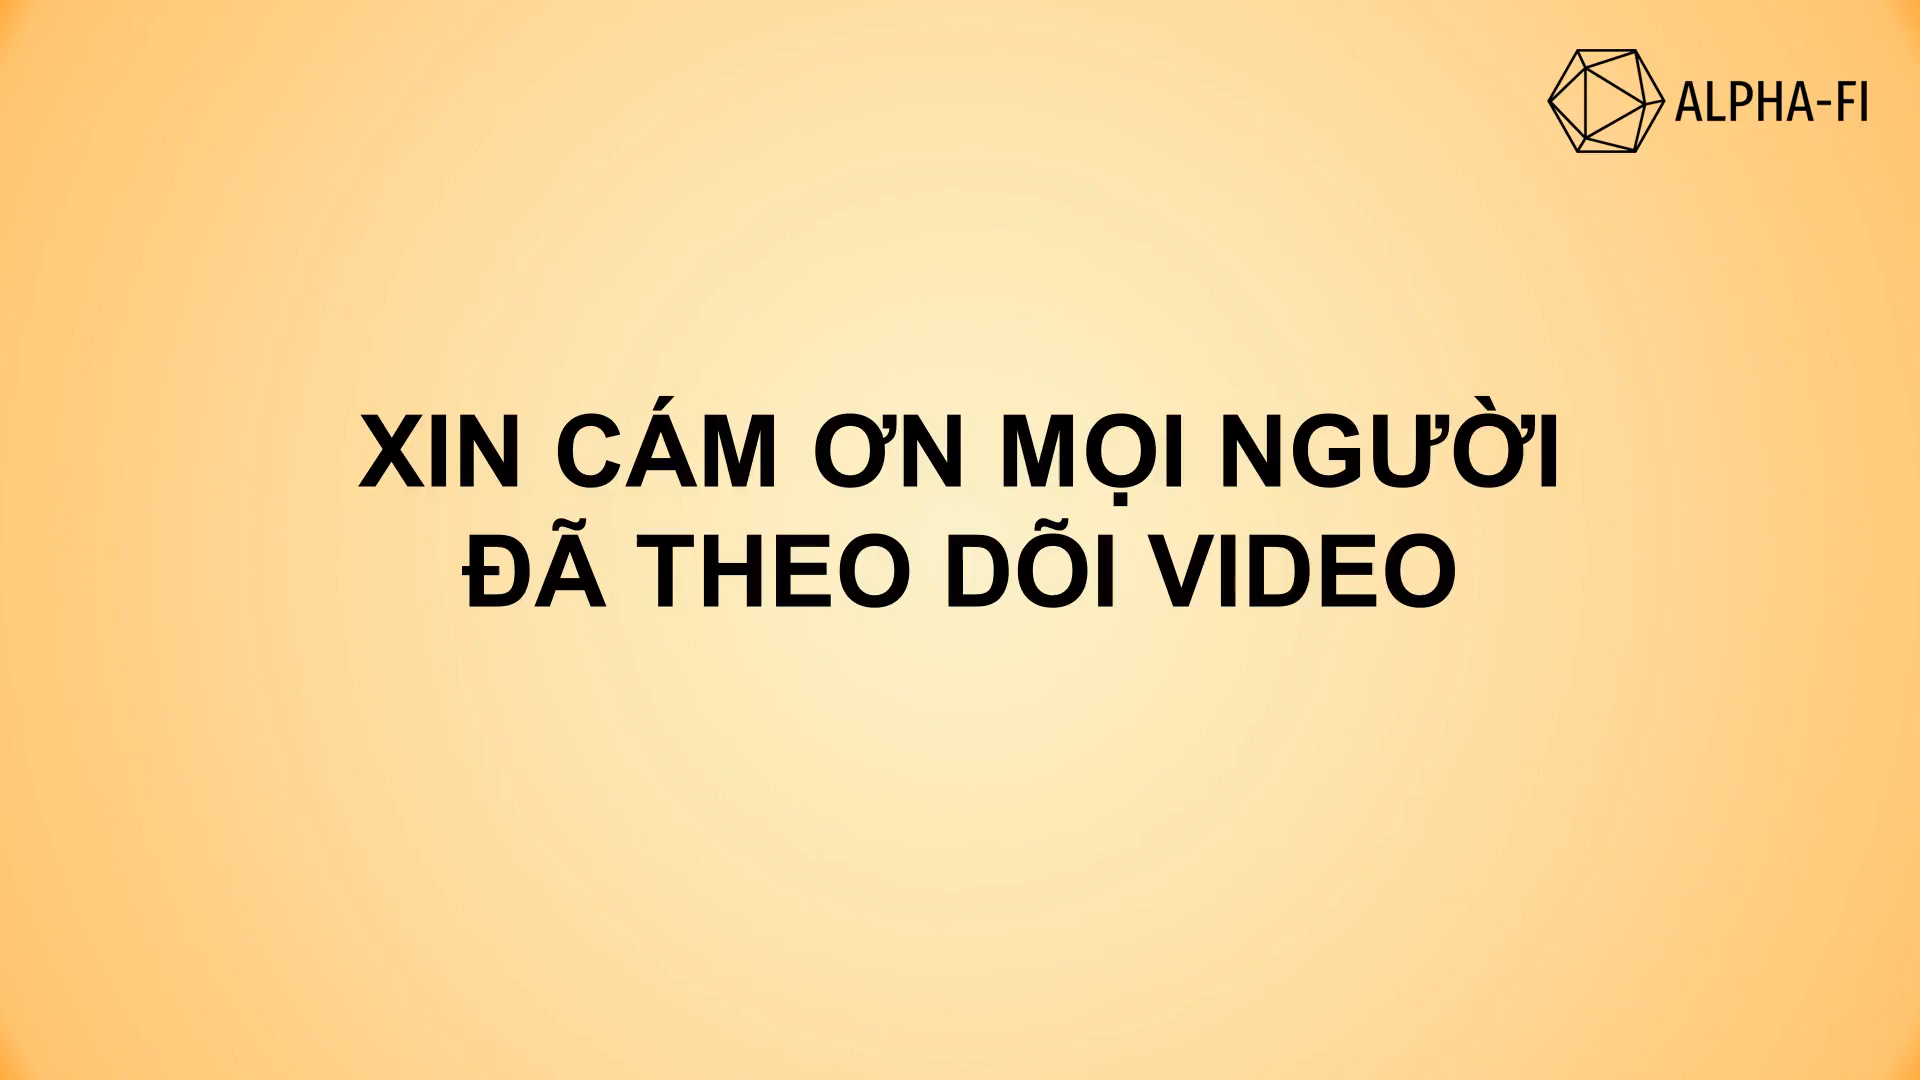 ALPHA-FI
XIN CÁM ƠN MỌI NGƯỜI
ĐÃ THEO DÕI VIDEO